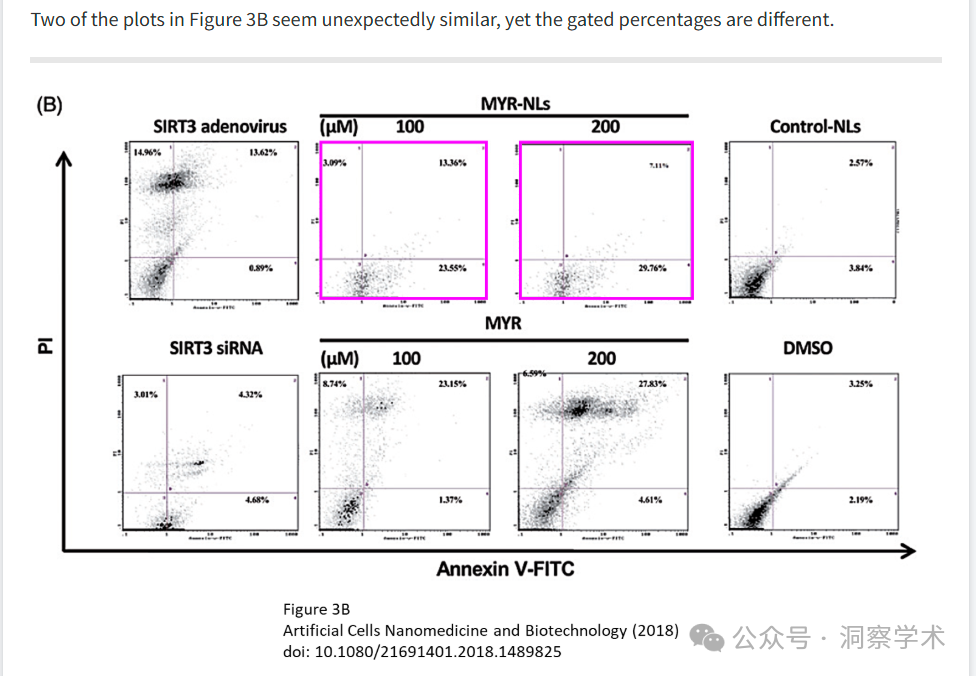 Two of the plots in Figure 3B seem unexpectedly similar, yet the gated percentages are different.
(B)
MYR-NLs
SIRT3 adenovirus (μM) 100 200 Control-NLs
14.96% 13.62% 3.09% 13.36% 7.11% 2.57%
0.89% 23.55% 29.76% 3.84%
MYR
SIRT3 siRNA (μM) 100 200 DMSO
3.01% 4.32% 8.74% 23.15% 6.59% 27.83% 3.25%
4.68% 1.37% 4.61% 2.19%
PI
Annexin V-FITC
Figure 3B
Artificial Cells Nanomedicine and Biotechnology (2018)
doi: 10.1080/21691401.2018.1489825
公众号 · 洞察学术